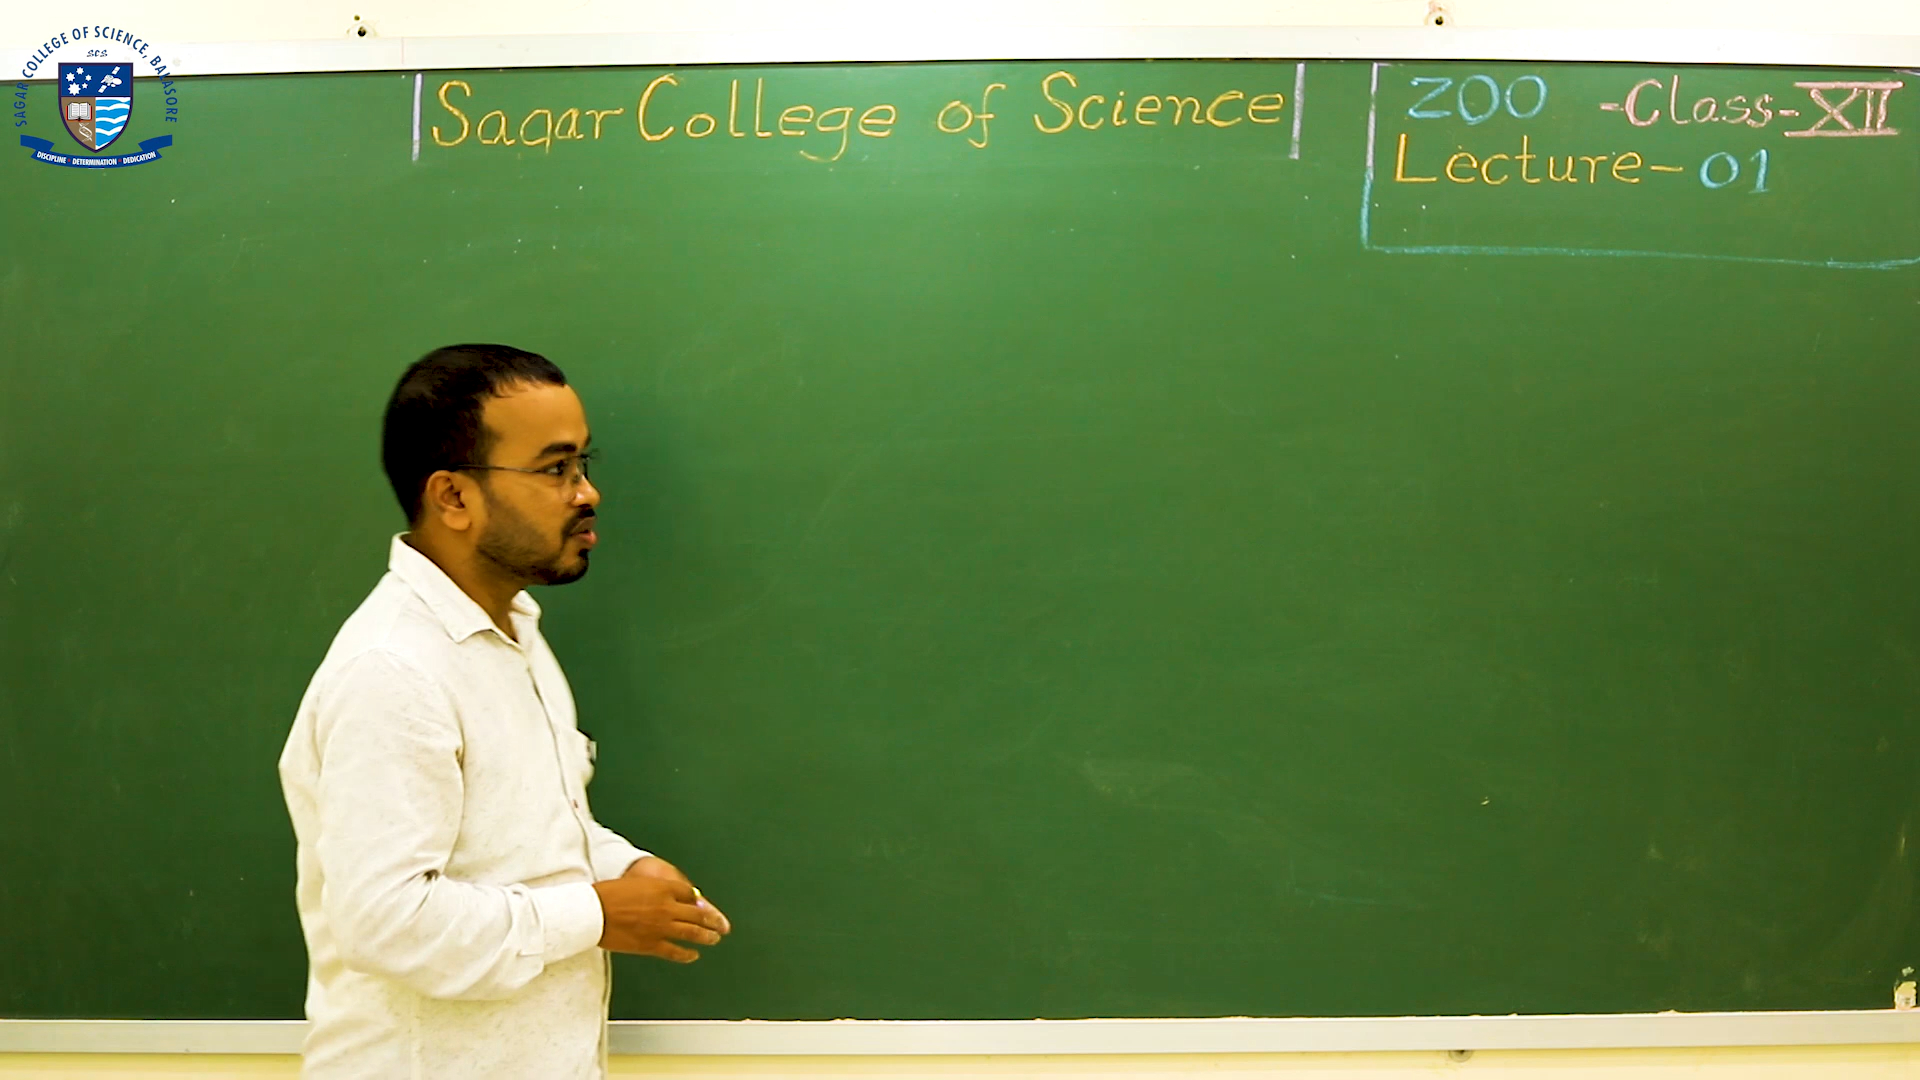 SAGAR COLLEGE OF SCIENCE, BALASORE
SCS
DISCIPLINE DETERMINATION DEDICATION
Sagar College of Science
ZOO -Class-XII
Lecture-01